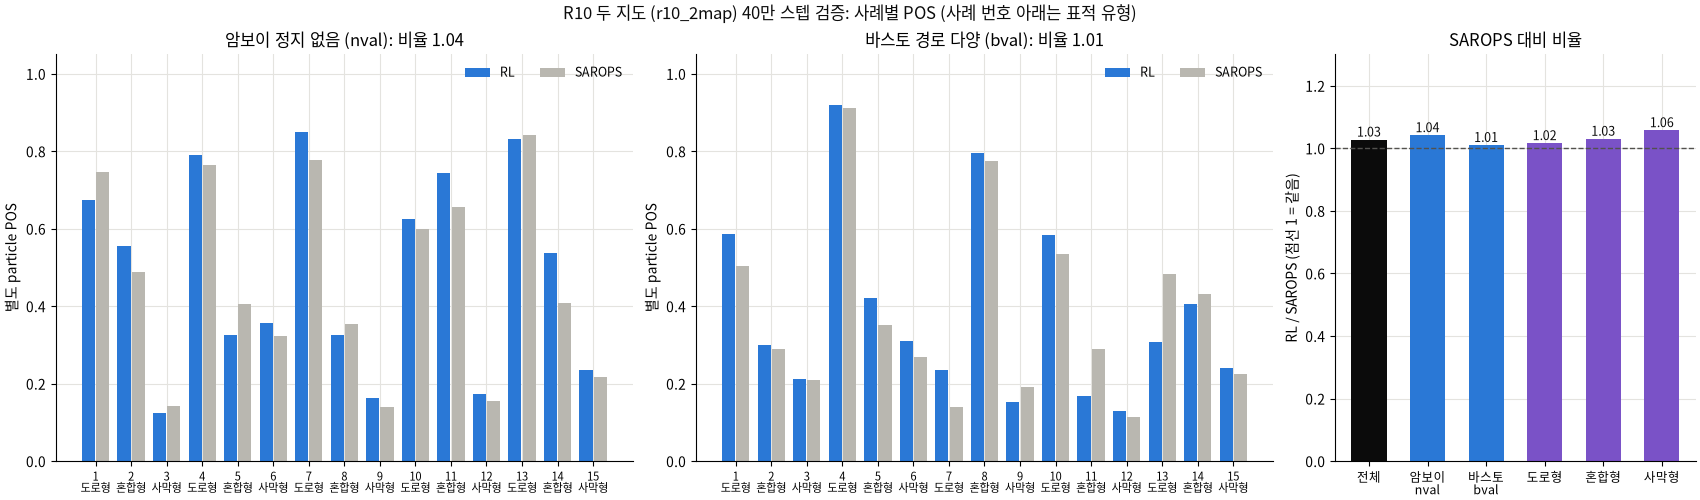 R10 두 지도 (r10_2map) 40만 스텝 검증: 사례별 POS (사례 번호 아래는 표적 유형)
암보이 정지 없음 (nval): 비율 1.04
RL
SAROPS
별도 particle POS
1.0
0.8
0.6
0.4
0.2
0.0
1 2 3 4 5 6 7 8 9 10 11 12 13 14 15
도로형 혼합형 사막형 도로형 혼합형 사막형 도로형 혼합형 사막형 도로형 혼합형 사막형 도로형 혼합형 사막형
바스토 경로 다양 (bval): 비율 1.01
RL
SAROPS
별도 particle POS
1.0
0.8
0.6
0.4
0.2
0.0
1 2 3 4 5 6 7 8 9 10 11 12 13 14 15
도로형 혼합형 사막형 도로형 혼합형 사막형 도로형 혼합형 사막형 도로형 혼합형 사막형 도로형 혼합형 사막형
SAROPS 대비 비율
RL / SAROPS (점선 1 = 같음)
1.2
1.0
0.8
0.6
0.4
0.2
0.0
1.03 1.04 1.01 1.02 1.03 1.06
전체 암보이 바스토 도로형 혼합형 사막형
nval bval